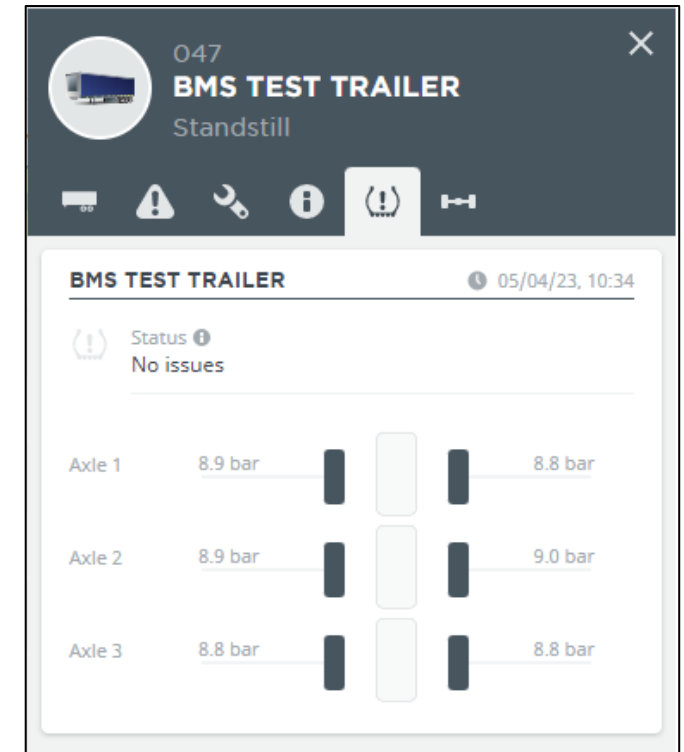 047
BMS TEST TRAILER
Standstill
BMS TEST TRAILER 05/04/23, 10:34
Status
No issues
Axle 1 8.9 bar 8.8 bar
Axle 2 8.9 bar 9.0 bar
Axle 3 8.8 bar 8.8 bar